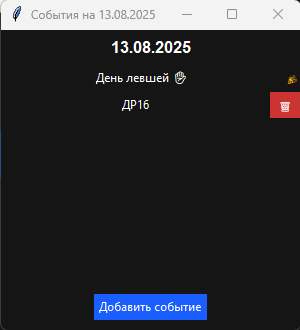 События на 13.08.2025
13.08.2025
День левшей 🖐
🎉
ДР16
Добавить событие